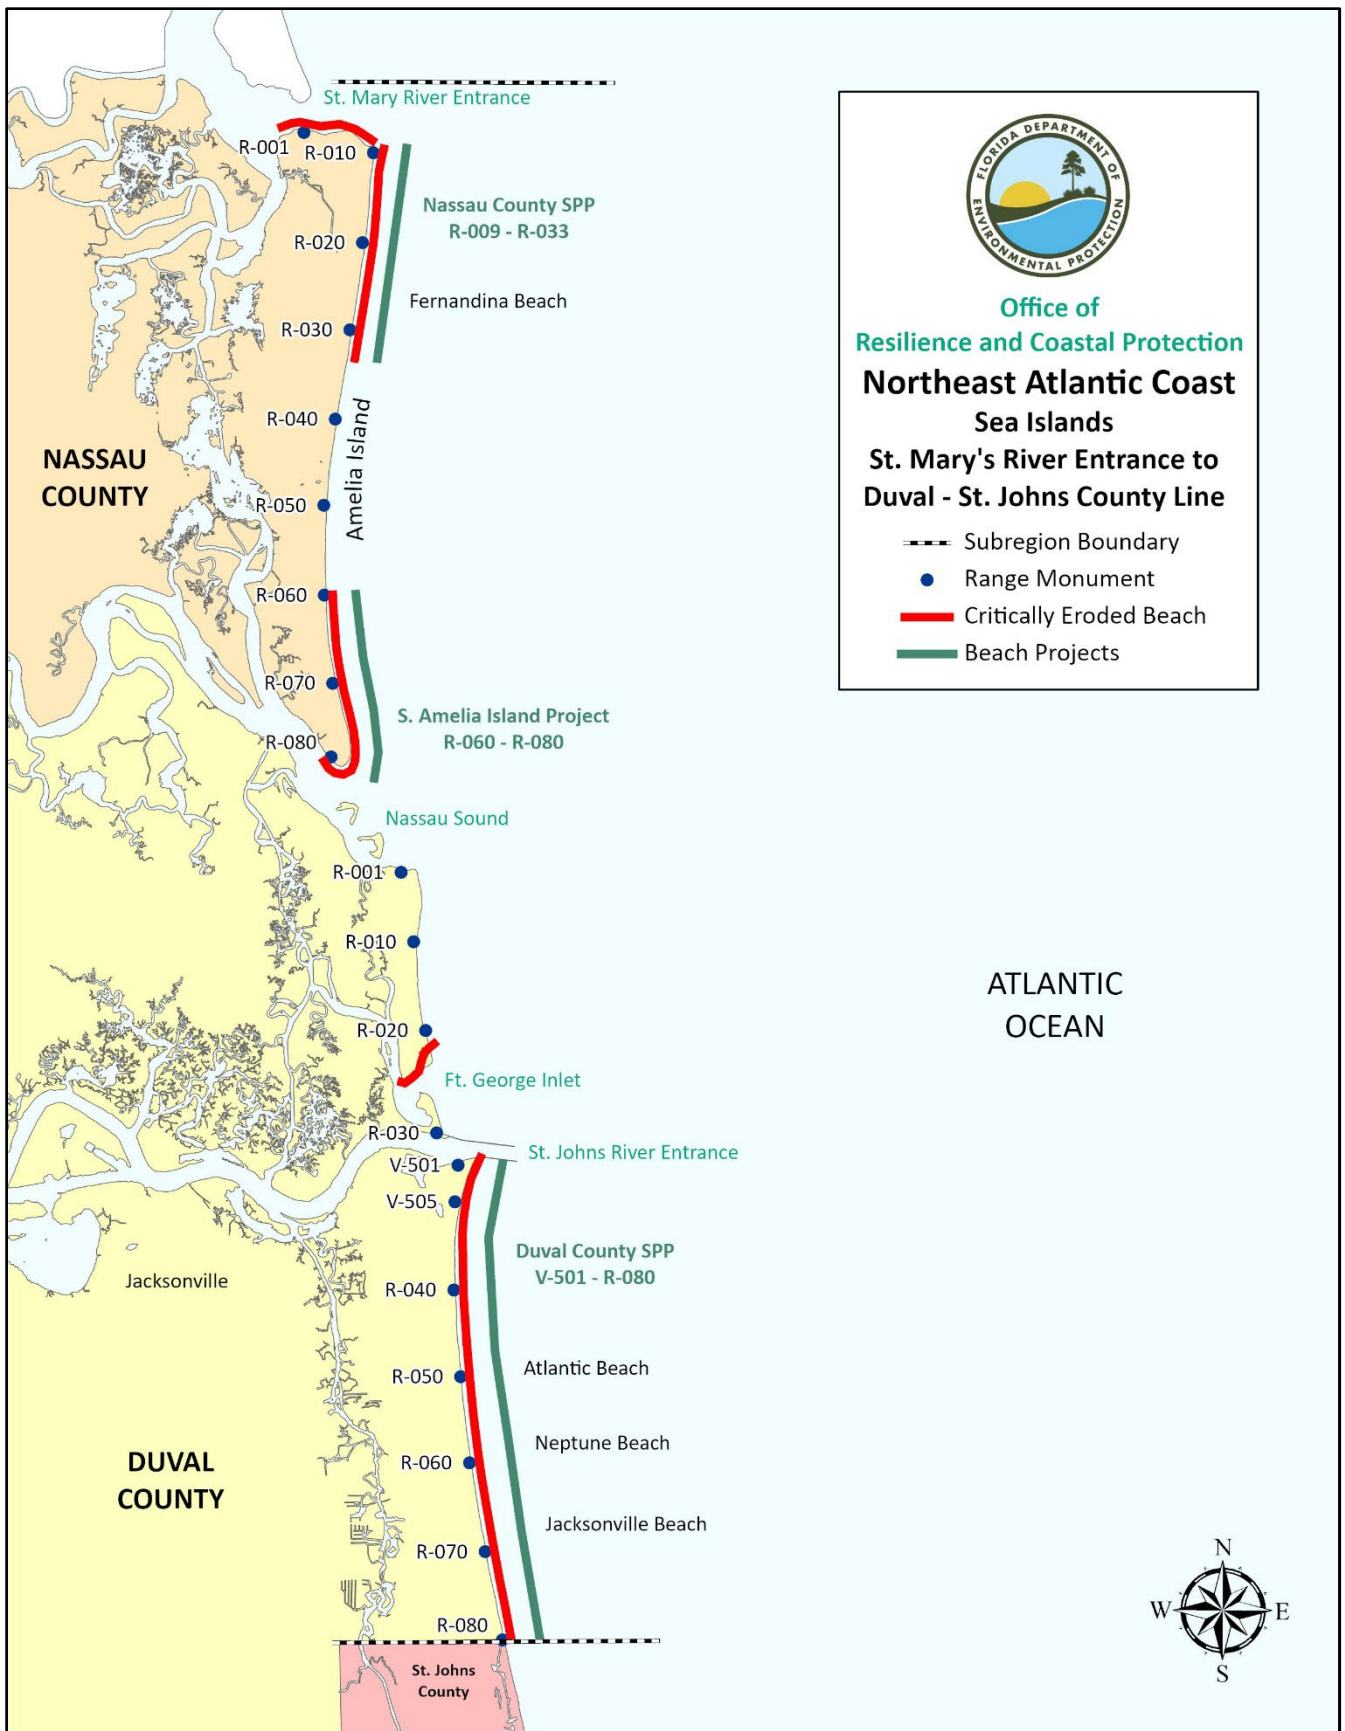 St. Mary River Entrance
R-001
R-010
Nassau County SPP
R-009 - R-033
R-020
Fernandina Beach
R-030
R-040
Amelia Island
NASSAU
COUNTY
R-050
R-060
R-070
S. Amelia Island Project
R-060 - R-080
R-080
Nassau Sound
R-001
R-010
R-020
Ft. George Inlet
R-030
St. Johns River Entrance
V-501
V-505
Duval County SPP
V-501 - R-080
Jacksonville
R-040
Atlantic Beach
R-050
Neptune Beach
R-060
DUVAL
COUNTY
Jacksonville Beach
R-070
R-080
St. Johns
County
ATLANTIC
OCEAN
FLORIDA DEPARTMENT OF
ENVIRONMENTAL PROTECTION
Office of
Resilience and Coastal Protection
Northeast Atlantic Coast
Sea Islands
St. Mary's River Entrance to
Duval - St. Johns County Line
Subregion Boundary
Range Monument
Critically Eroded Beach
Beach Projects
N
W E
S